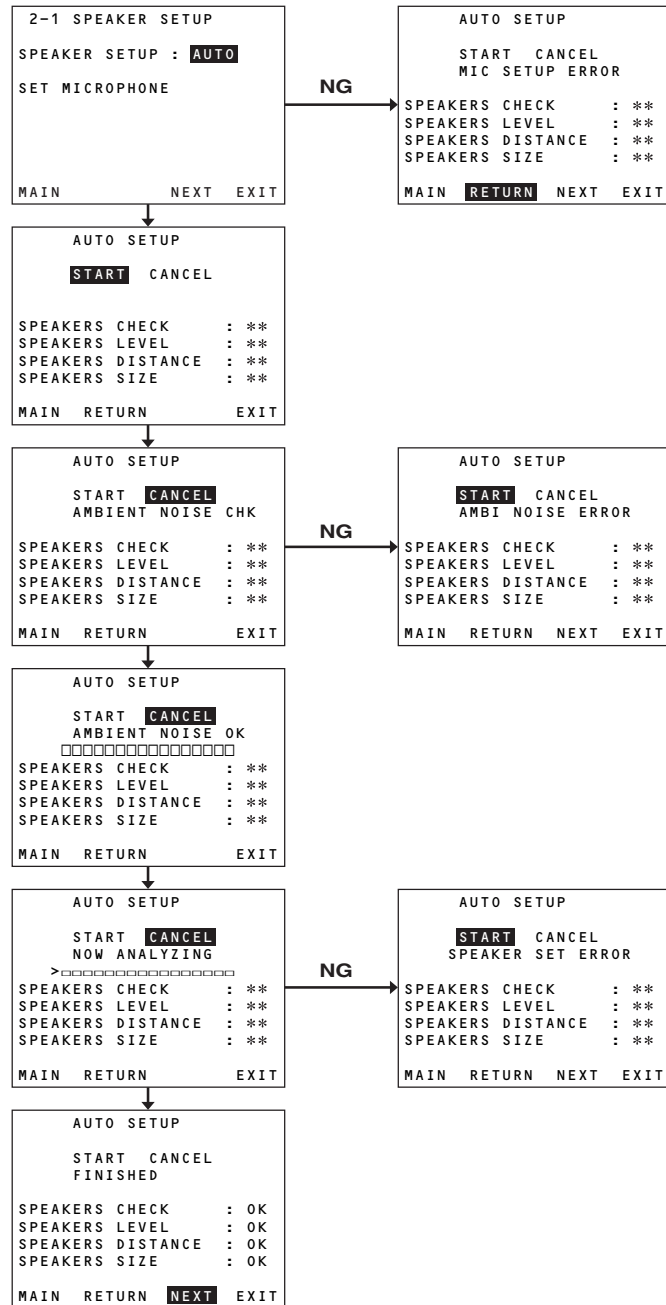 2-1 SPEAKER SETUP
SPEAKER SETUP : AUTO
SET MICROPHONE
MAIN NEXT EXIT
NG
AUTO SETUP
START CANCEL
MIC SETUP ERROR
SPEAKERS CHECK : **
SPEAKERS LEVEL : **
SPEAKERS DISTANCE : **
SPEAKERS SIZE : **
MAIN RETURN NEXT EXIT
AUTO SETUP
START CANCEL
SPEAKERS CHECK : **
SPEAKERS LEVEL : **
SPEAKERS DISTANCE : **
SPEAKERS SIZE : **
MAIN RETURN EXIT
AUTO SETUP
START CANCEL
AMBIENT NOISE CHK
SPEAKERS CHECK : **
SPEAKERS LEVEL : **
SPEAKERS DISTANCE : **
SPEAKERS SIZE : **
MAIN RETURN EXIT
NG
AUTO SETUP
START CANCEL
AMBI NOISE ERROR
SPEAKERS CHECK : **
SPEAKERS LEVEL : **
SPEAKERS DISTANCE : **
SPEAKERS SIZE : **
MAIN RETURN NEXT EXIT
AUTO SETUP
START CANCEL
AMBIENT NOISE OK
□□□□□□□□□□□□□□□□
SPEAKERS CHECK : **
SPEAKERS LEVEL : **
SPEAKERS DISTANCE : **
SPEAKERS SIZE : **
MAIN RETURN EXIT
AUTO SETUP
START CANCEL
NOW ANALYZING
>□□□□□□□□□□□□□□□□
SPEAKERS CHECK : **
SPEAKERS LEVEL : **
SPEAKERS DISTANCE : **
SPEAKERS SIZE : **
MAIN RETURN EXIT
NG
AUTO SETUP
START CANCEL
SPEAKER SET ERROR
SPEAKERS CHECK : **
SPEAKERS LEVEL : **
SPEAKERS DISTANCE : **
SPEAKERS SIZE : **
MAIN RETURN NEXT EXIT
AUTO SETUP
START CANCEL
FINISHED
SPEAKERS CHECK : OK
SPEAKERS LEVEL : OK
SPEAKERS DISTANCE : OK
SPEAKERS SIZE : OK
MAIN RETURN NEXT EXIT